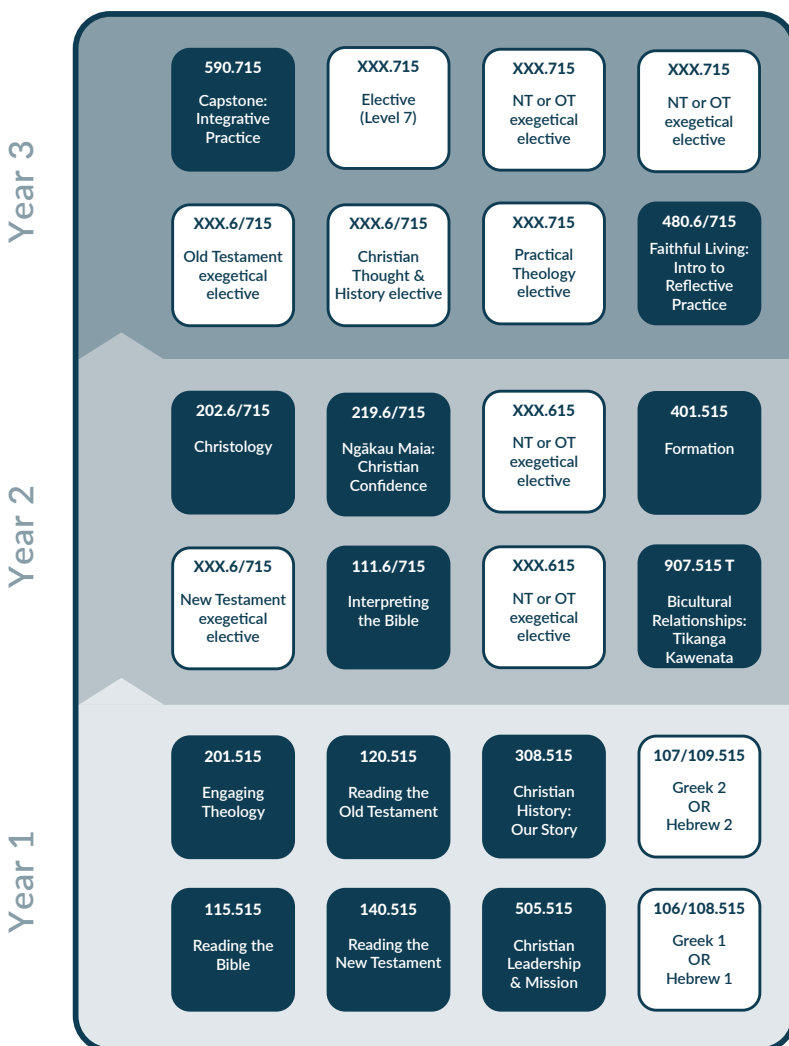 Year 3
590.715
Capstone:
Integrative
Practice
XXX.715
Elective
(Level 7)
XXX.715
NT or OT
exegetical
elective
XXX.715
NT or OT
exegetical
elective
XXX.6/715
Old Testament
exegetical
elective
XXX.6/715
Christian
Thought &
History elective
XXX.715
Practical
Theology
elective
480.6/715
Faithful Living:
Intro to
Reflective
Practice
Year 2
202.6/715
Christology
219.6/715
Ngākau Maia:
Christian
Confidence
XXX.615
NT or OT
exegetical
elective
401.515
Formation
XXX.6/715
New Testament
exegetical
elective
111.6/715
Interpreting
the Bible
XXX.615
NT or OT
exegetical
elective
907.515 T
Bicultural
Relationships:
Tikanga
Kawenata
Year 1
201.515
Engaging
Theology
120.515
Reading the
Old Testament
308.515
Christian
History:
Our Story
107/109.515
Greek 2
OR
Hebrew 2
115.515
Reading the
Bible
140.515
Reading the
New Testament
505.515
Christian
Leadership
& Mission
106/108.515
Greek 1
OR
Hebrew 1